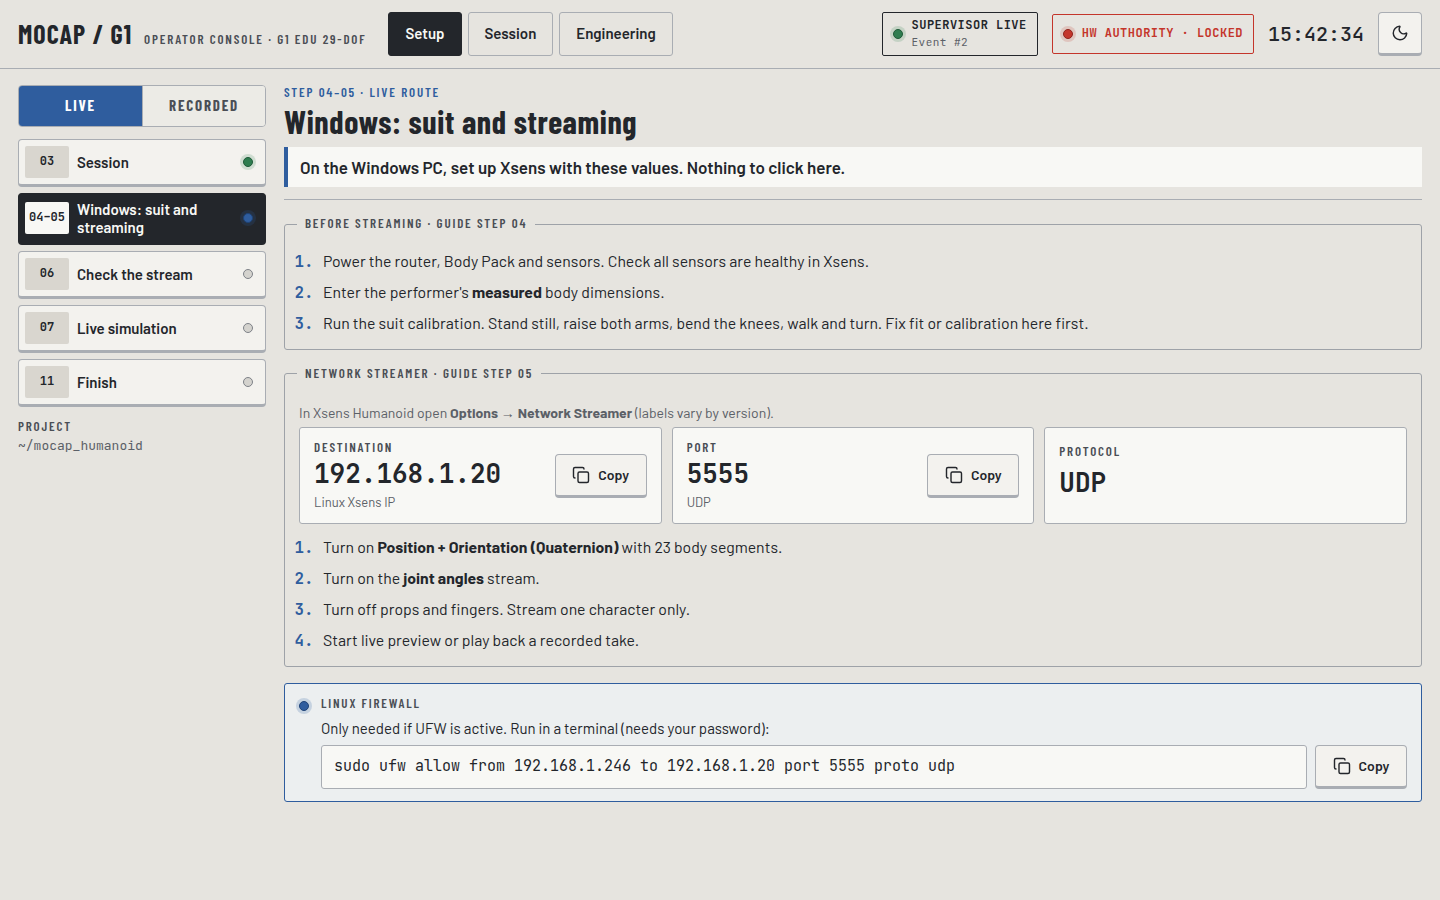 MOCAP / G1
OPERATOR CONSOLE · G1 EDU 29-DOF
Setup
Session
Engineering
SUPERVISOR LIVE
Event #2
HW AUTHORITY · LOCKED
15:42:34
LIVE
RECORDED
03
Session
04–05
Windows: suit and
streaming
06
Check the stream
07
Live simulation
11
Finish
PROJECT
~/mocap_humanoid
STEP 04–05 · LIVE ROUTE
Windows: suit and streaming
On the Windows PC, set up Xsens with these values. Nothing to click here.
BEFORE STREAMING · GUIDE STEP 04
1. Power the router, Body Pack and sensors. Check all sensors are healthy in Xsens.
2. Enter the performer's measured body dimensions.
3. Run the suit calibration. Stand still, raise both arms, bend the knees, walk and turn. Fix fit or calibration here first.
NETWORK STREAMER · GUIDE STEP 05
In Xsens Humanoid open Options → Network Streamer (labels vary by version).
DESTINATION
192.168.1.20
Linux Xsens IP
Copy
PORT
5555
UDP
Copy
PROTOCOL
UDP
1. Turn on Position + Orientation (Quaternion) with 23 body segments.
2. Turn on the joint angles stream.
3. Turn off props and fingers. Stream one character only.
4. Start live preview or play back a recorded take.
LINUX FIREWALL
Only needed if UFW is active. Run in a terminal (needs your password):
sudo ufw allow from 192.168.1.246 to 192.168.1.20 port 5555 proto udp
Copy